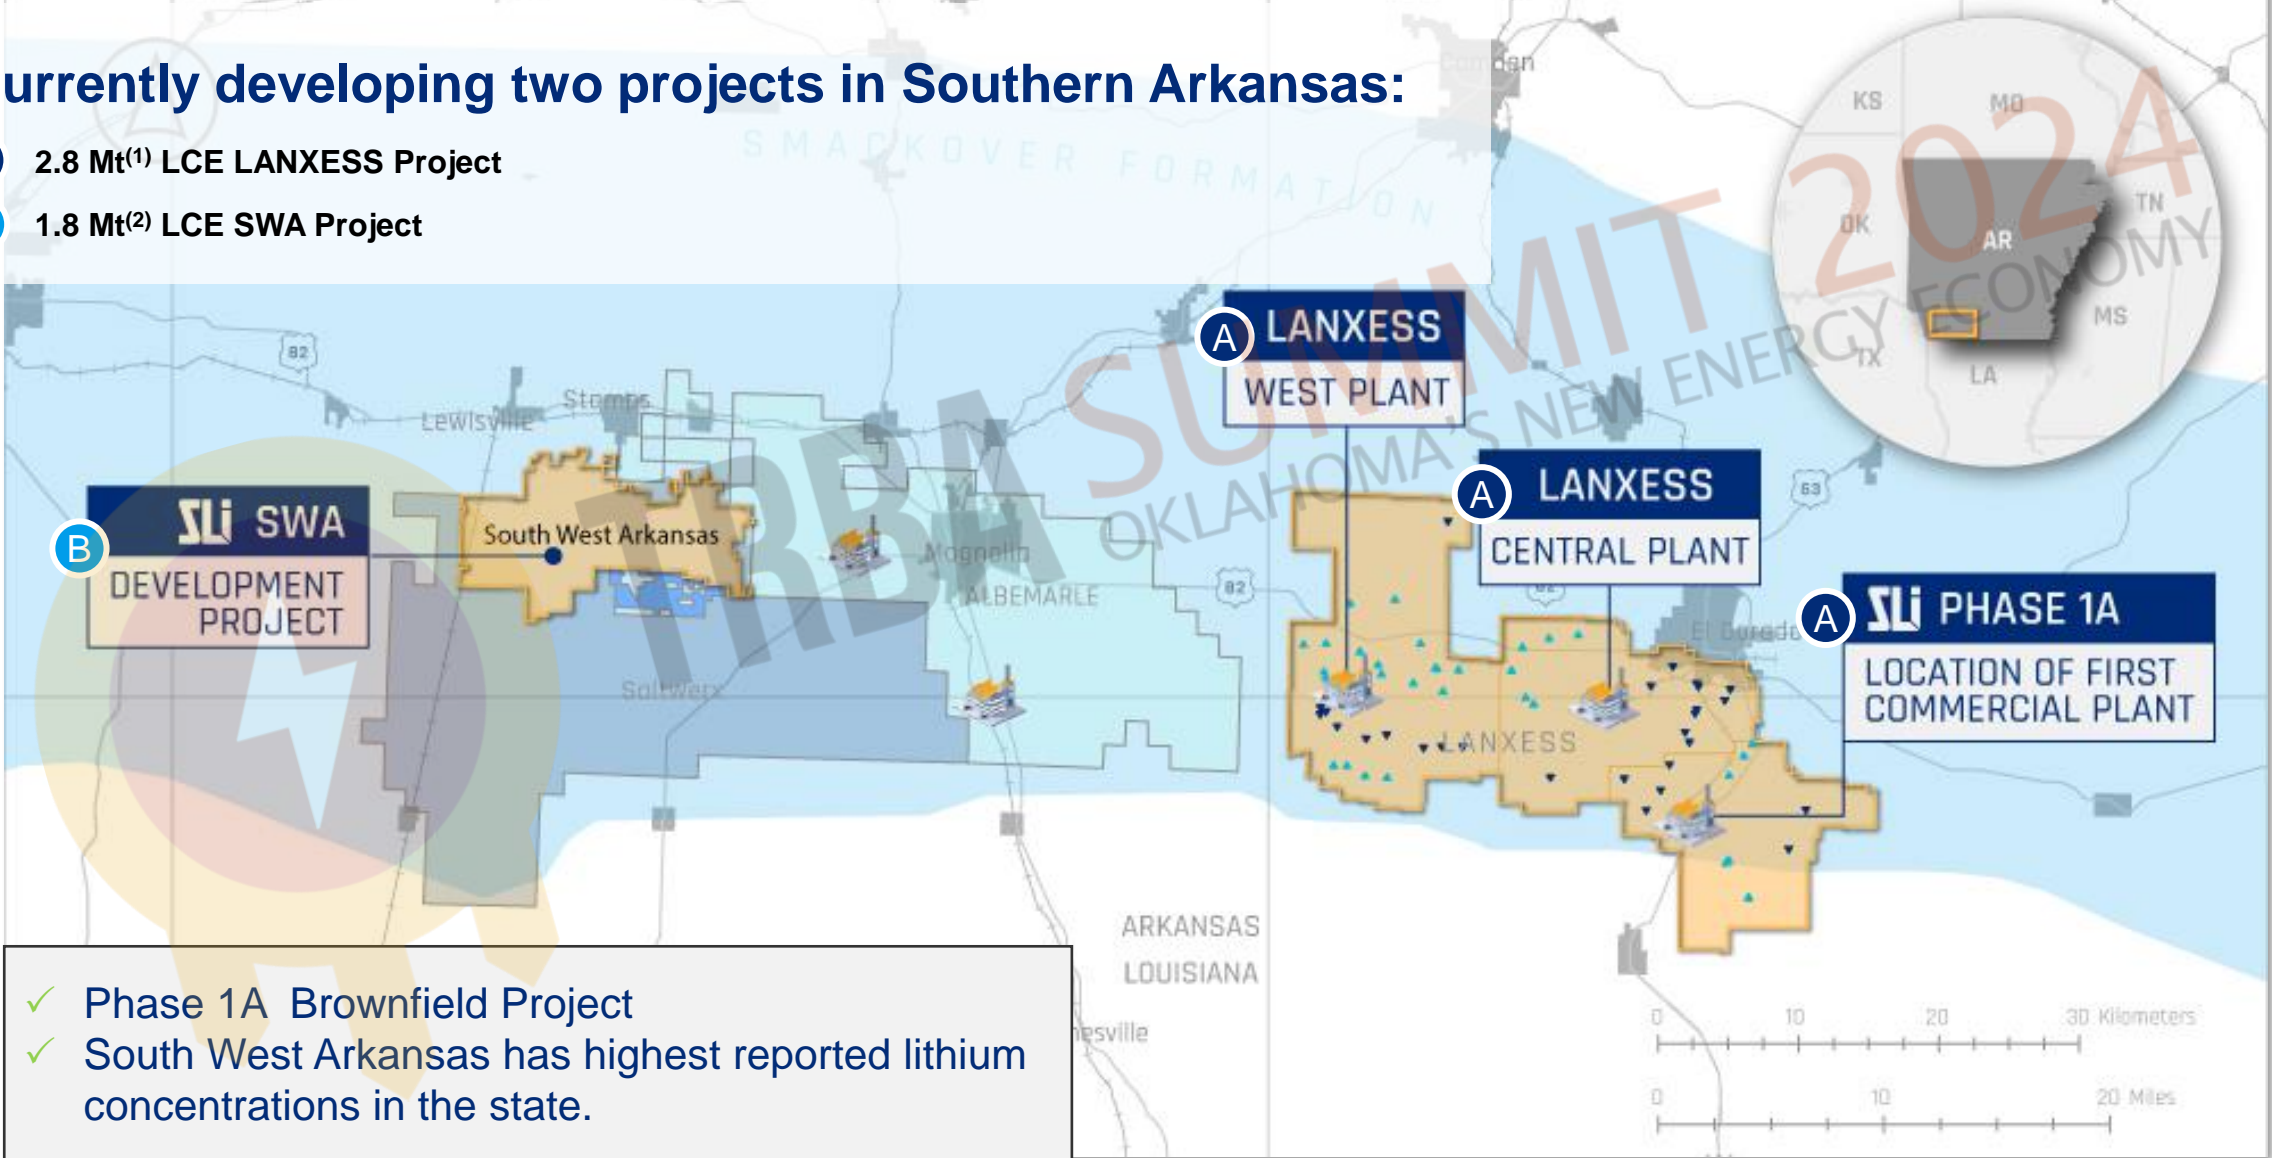 urrently developing two projects in Southern Arkansas:
2.8 Mt(1) LCE LANXESS Project
1.8 Mt(2) LCE SWA Project
SMACKOVER FORMATION
KS
MO
OK
AR
TN
TX
LA
MS
TRBA SUMMIT 2024
OKLAHOMA'S NEW ENERGY ECONOMY
82
Lewisville
Stamps
A LANXESS
WEST PLANT
A LANXESS
CENTRAL PLANT
63
B SLi SWA
DEVELOPMENT
PROJECT
South West Arkansas
Magnolia
ALBEMARLE
82
82
El Dorado
A SLi PHASE 1A
LOCATION OF FIRST
COMMERCIAL PLANT
Saltwerx
LANXESS
ARKANSAS
LOUISIANA
nesville
✓ Phase 1A Brownfield Project
✓ South West Arkansas has highest reported lithium
concentrations in the state.
0 10 20 30 Kilometers
0 10 20 Miles